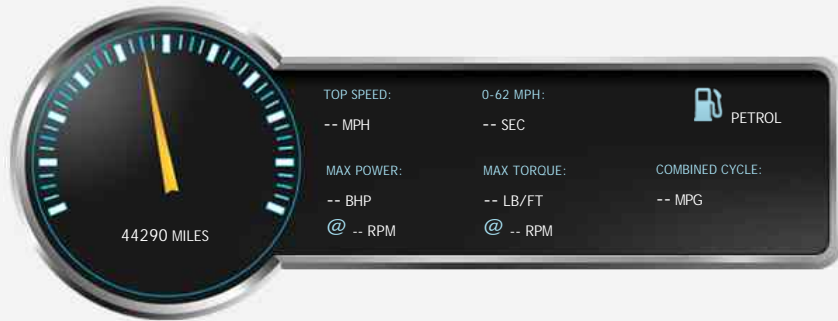 TOP SPEED:
-- MPH
0-62 MPH:
-- SEC
PETROL
MAX POWER:
-- BHP
@ -- RPM
MAX TORQUE:
-- LB/FT
@ -- RPM
COMBINED CYCLE:
-- MPG
44290 MILES